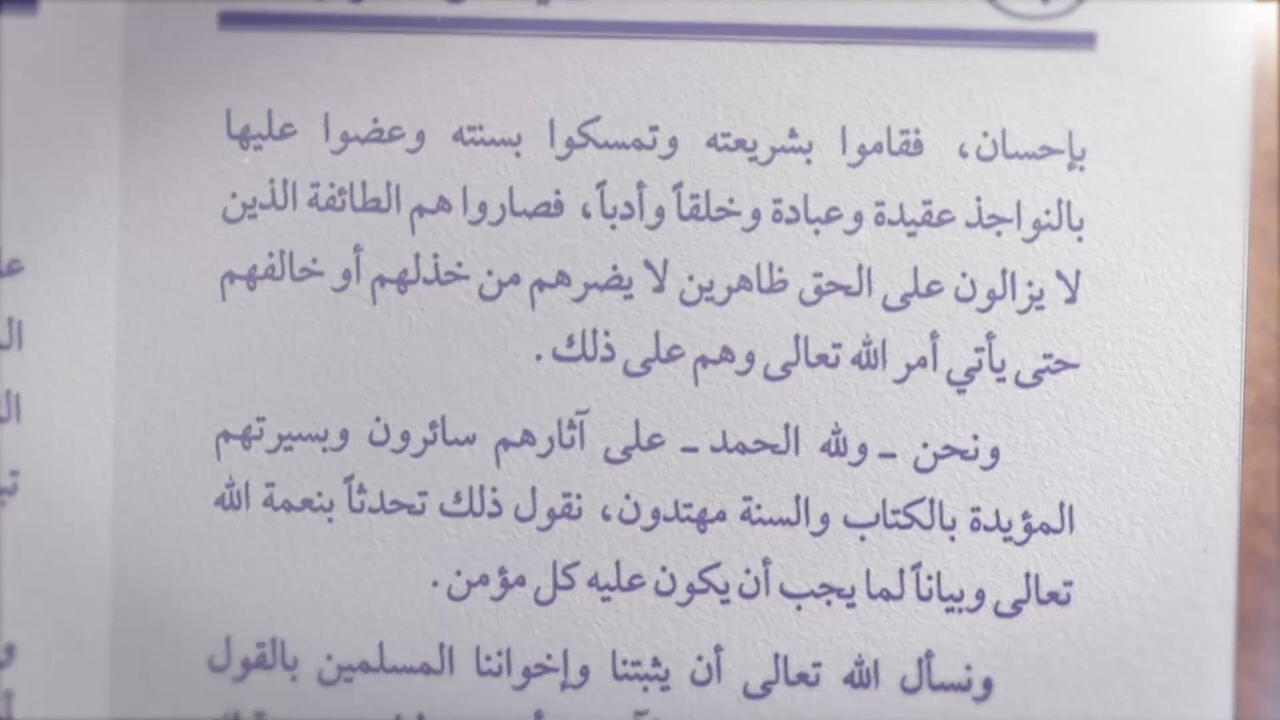 بإحسان، فقاموا بشريعته وتمسكوا بسنته وعضوا عليها
بالنواجذ عقيدة وعبادة وخلقاً وأدباً، فصاروا هم الطائفة الذين
لا يزالون على الحق ظاهرين لا يضرهم من خذلهم أو خالفهم
حتى يأتي أمر الله تعالى وهم على ذلك.
ونحن ـ ولله الحمد ـ على آثارهم سائرون وبسيرتهم
المؤيدة بالكتاب والسنة مهتدون، نقول ذلك تحدثاً بنعمة الله
تعالى وبياناً لما يجب أن يكون عليه كل مؤمن.
ونسأل الله تعالى أن يثبتنا وإخواننا المسلمين بالقول